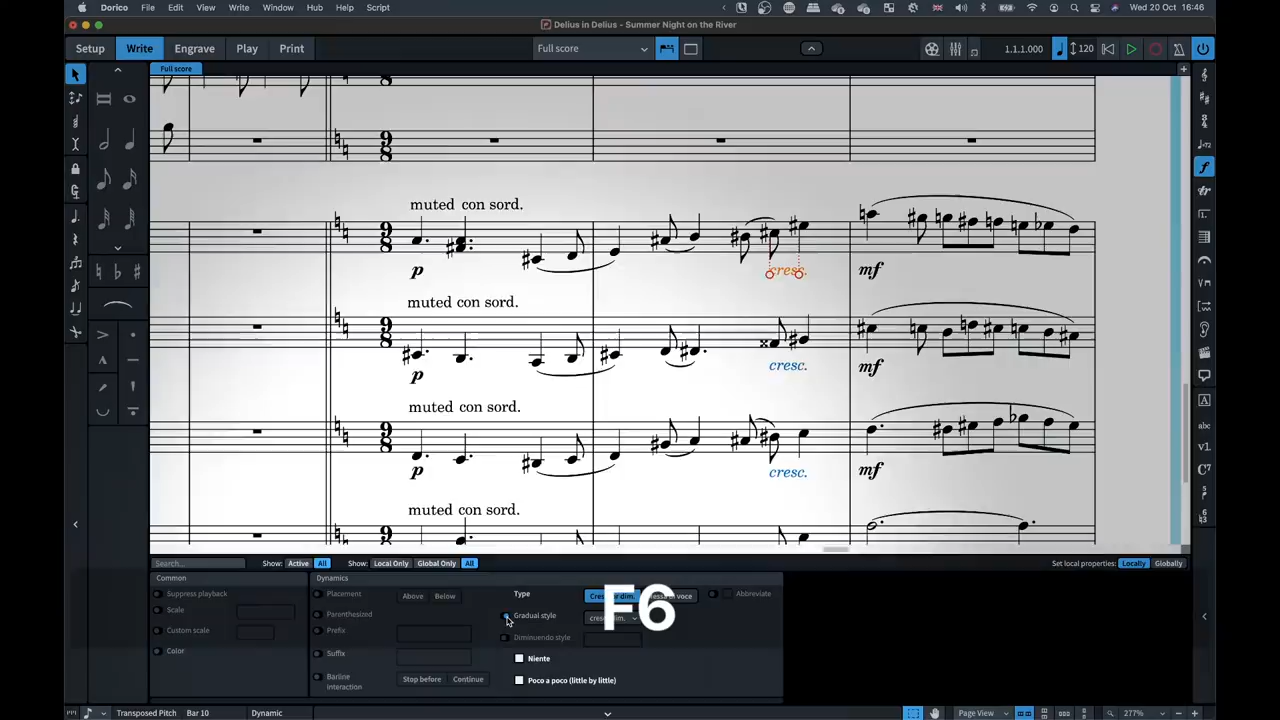 Dorico File Edit View Write Window Hub Help Script Wed 20 Oct 16:46
Delius in Delius - Summer Night on the River
Setup Write Engrave Play Print Full score 1.1.1.000 120
Full score
muted con sord.
p cresc. mf
muted con sord.
p cresc. mf
muted con sord.
p cresc. mf
muted con sord.
Search... Show: Active All Show: Local Only Global Only All Set local properties: Locally Globally
Common Dynamics
Suppress playback Placement Above Below Type Abbreviate
Scale Parenthesized Gradual style
Custom scale Prefix Diminuendo style
Color Suffix Niente
Barline interaction Stop before Continue Poco a poco (little by little)
F6
Transposed Pitch Bar 10 Dynamic Page View 277%